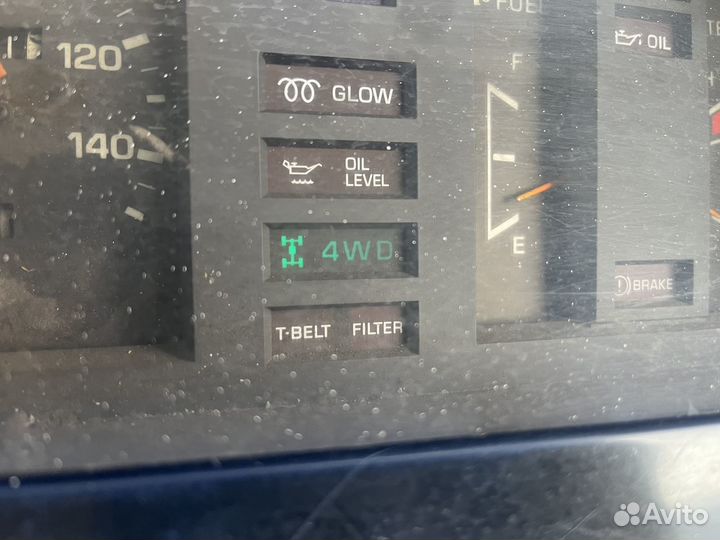 120
140
GLOW
OIL
LEVEL
4WD
T-BELT FILTER
FUEL
F
E
OIL
H
BRAKE
Avito